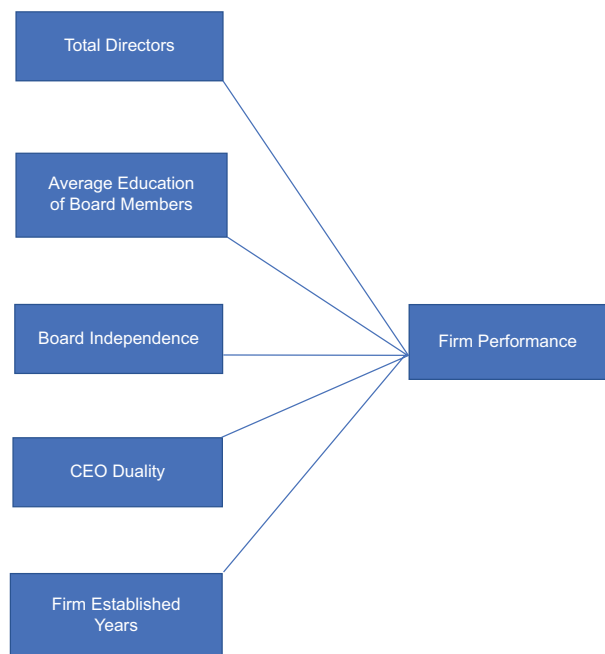 Total Directors
Average Education
of Board Members
Board Independence
Firm Performance
CEO Duality
Firm Established
Years